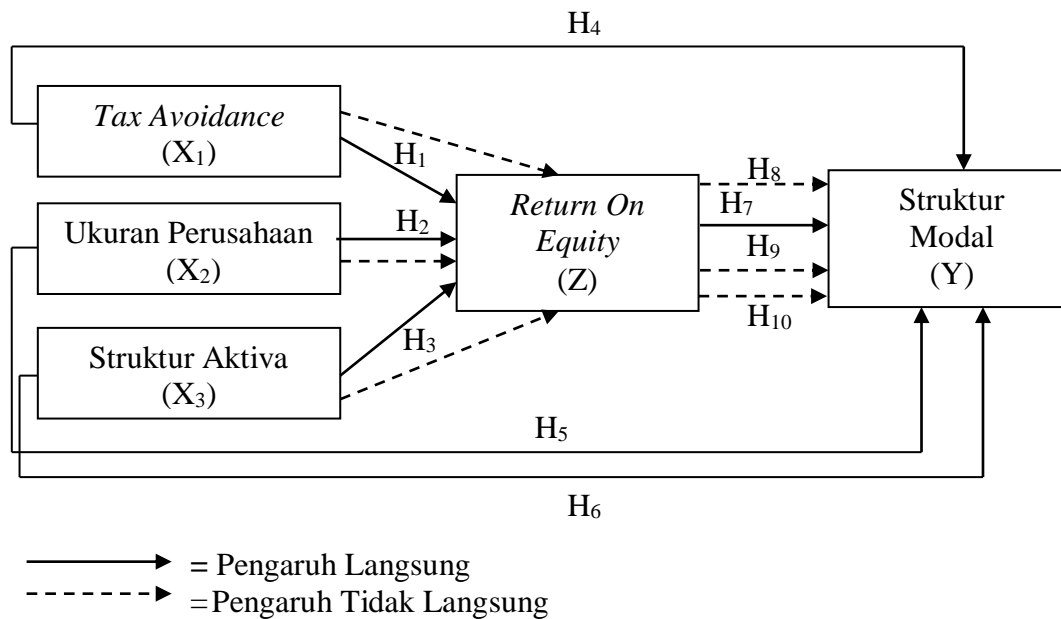 H₄
Tax Avoidance
(X₁)
H₁
Ukuran Perusahaan
(X₂)
H₂
Struktur Aktiva
(X₃)
H₃
Return On
Equity
(Z)
H₈
H₇
H₉
H₁₀
Struktur
Modal
(Y)
H₅
H₆
= Pengaruh Langsung
=Pengaruh Tidak Langsung